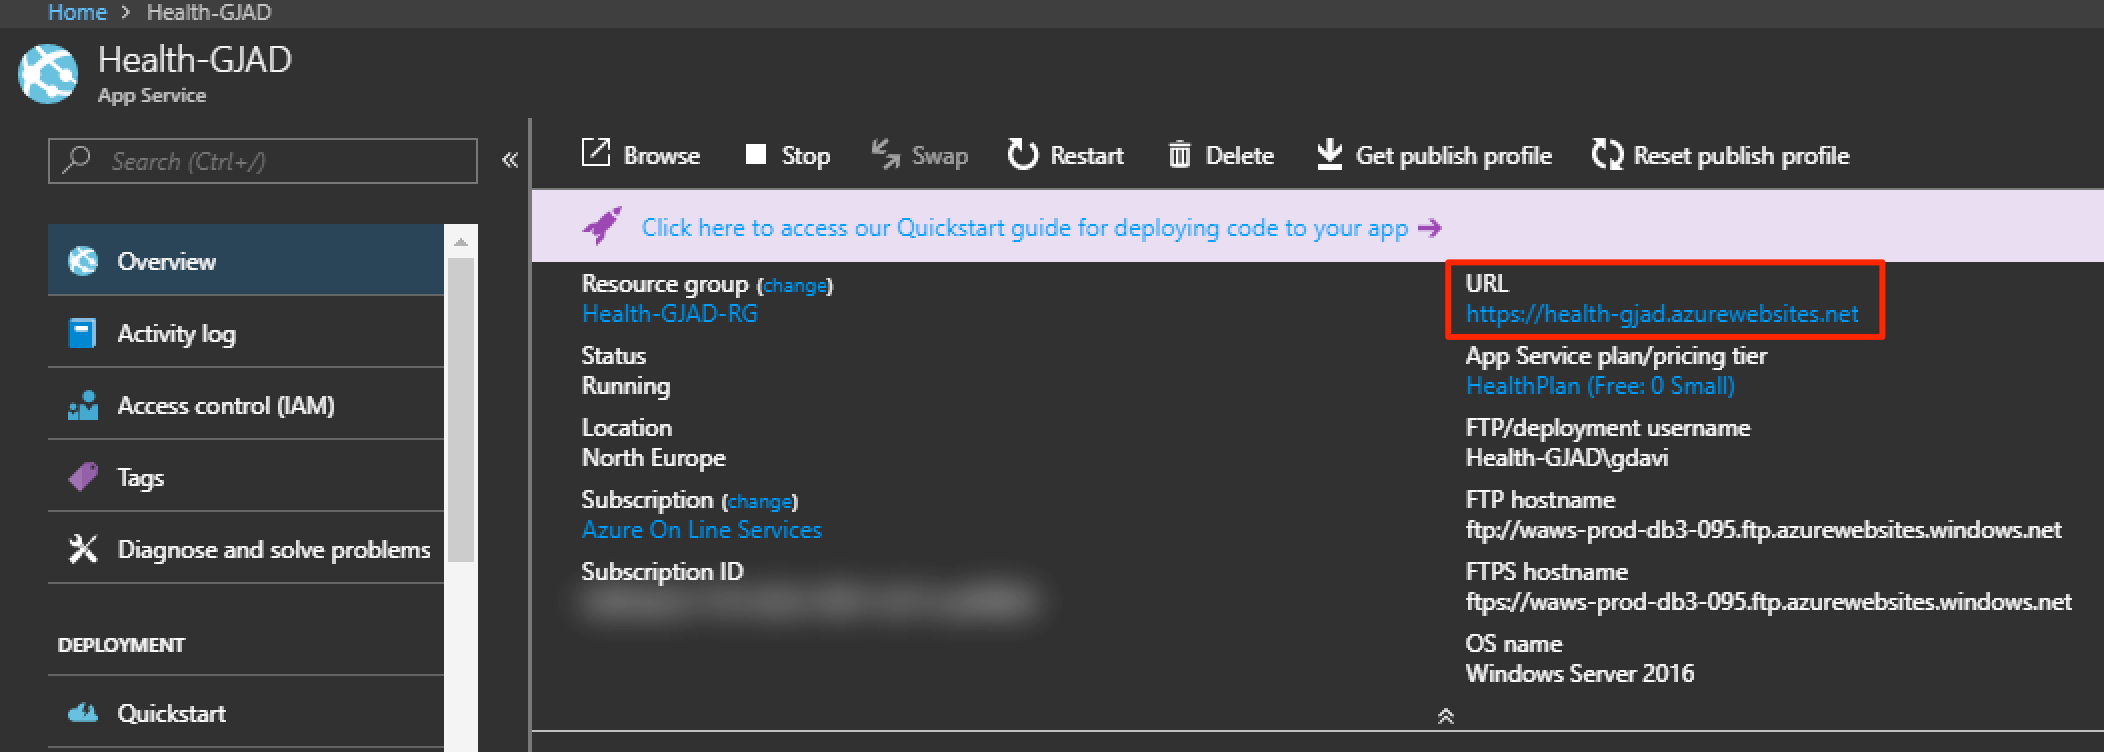 Home > Health-GJAD
Health-GJAD
App Service
Search (Ctrl+/)
Overview
Activity log
Access control (IAM)
Tags
Diagnose and solve problems
DEPLOYMENT
Quickstart
Browse Stop Swap Restart Delete Get publish profile Reset publish profile
Click here to access our Quickstart guide for deploying code to your app
Resource group (change)
Health-GJAD-RG
Status
Running
Location
North Europe
Subscription (change)
Azure On Line Services
Subscription ID
URL
https://health-gjad.azurewebsites.net
App Service plan/pricing tier
HealthPlan (Free: 0 Small)
FTP/deployment username
Health-GJAD\gdavi
FTP hostname
ftp://waws-prod-db3-095.ftp.azurewebsites.windows.net
FTPS hostname
ftps://waws-prod-db3-095.ftp.azurewebsites.windows.net
OS name
Windows Server 2016